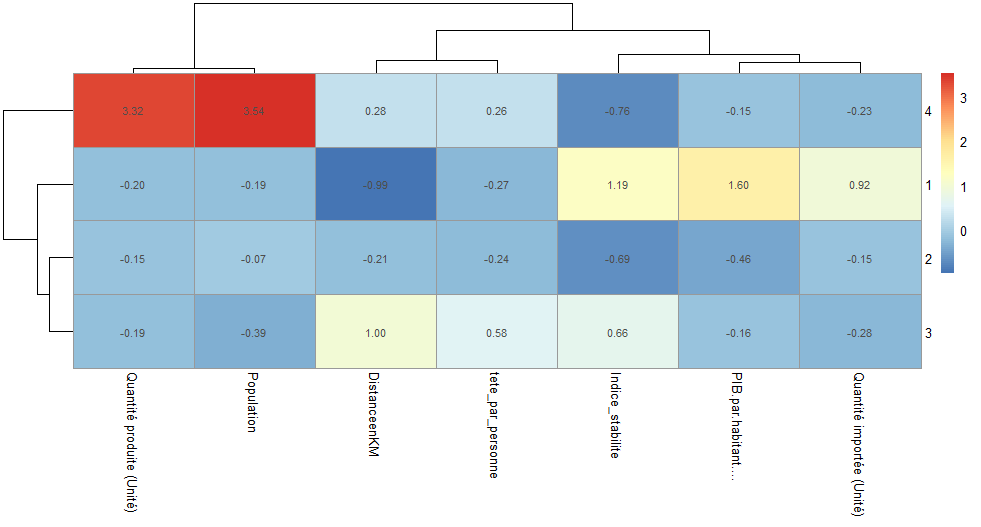 3.32 3.54 0.28 0.26 -0.76 -0.15 -0.23 4
-0.20 -0.19 -0.99 -0.27 1.19 1.60 0.92 1
-0.15 -0.07 -0.21 -0.24 -0.69 -0.46 -0.15 2
-0.19 -0.39 1.00 0.58 0.66 -0.16 -0.28 3
Quantité produite (Unité)
Population
DistanceenKM
tete_par_personne
Indice_stabilite
PIB.par.habitant....
Quantité importée (Unité)
3
2
1
0